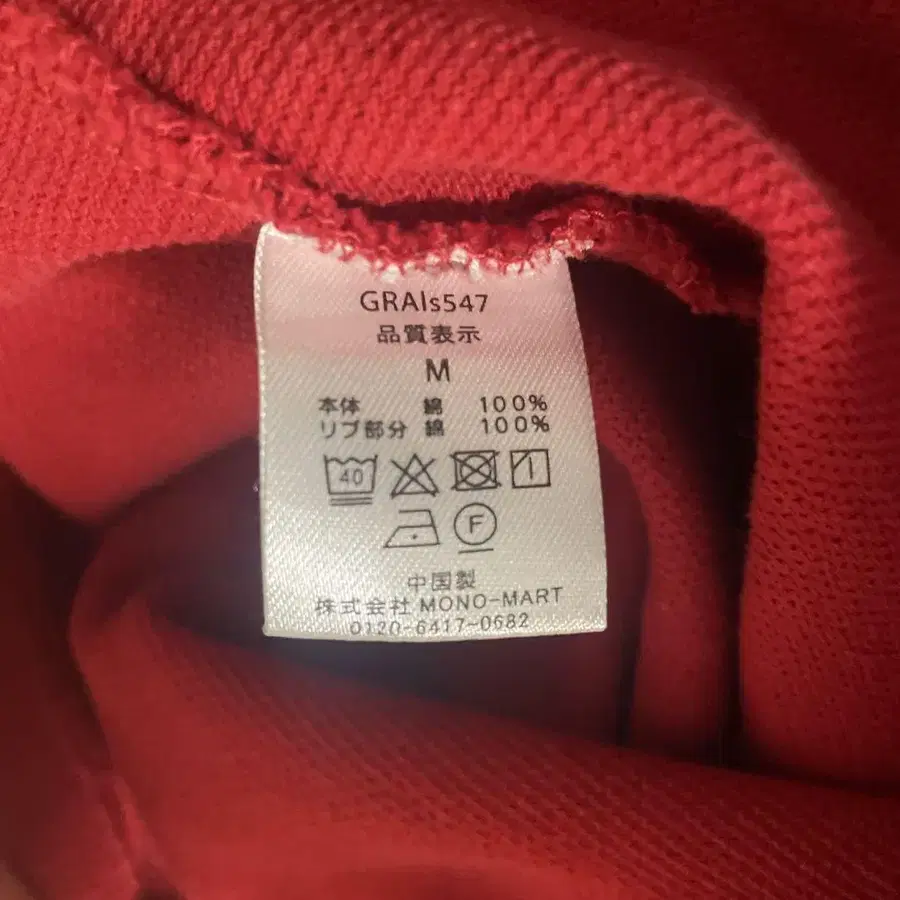 GRAIs547
品質表示
M
本体 綿 100%
リブ部分 綿 100%
40
F
中国製
株式会社 MONO-MART
0120-6417-0682